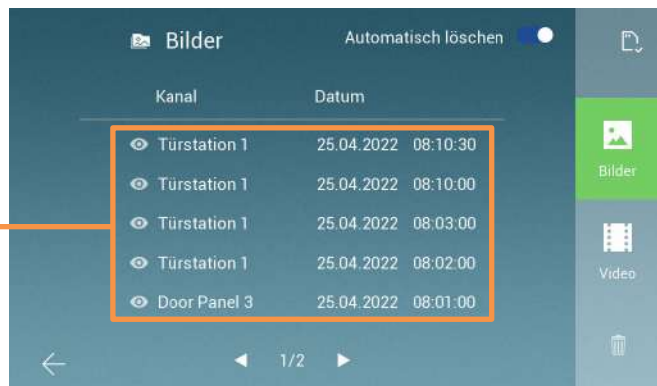 Bilder
Automatisch löschen
Kanal Datum
Türstation 1 25.04.2022 08:10:30
Türstation 1 25.04.2022 08:10:00
Türstation 1 25.04.2022 08:03:00
Türstation 1 25.04.2022 08:02:00
Door Panel 3 25.04.2022 08:01:00
1/2
Bilder
Video